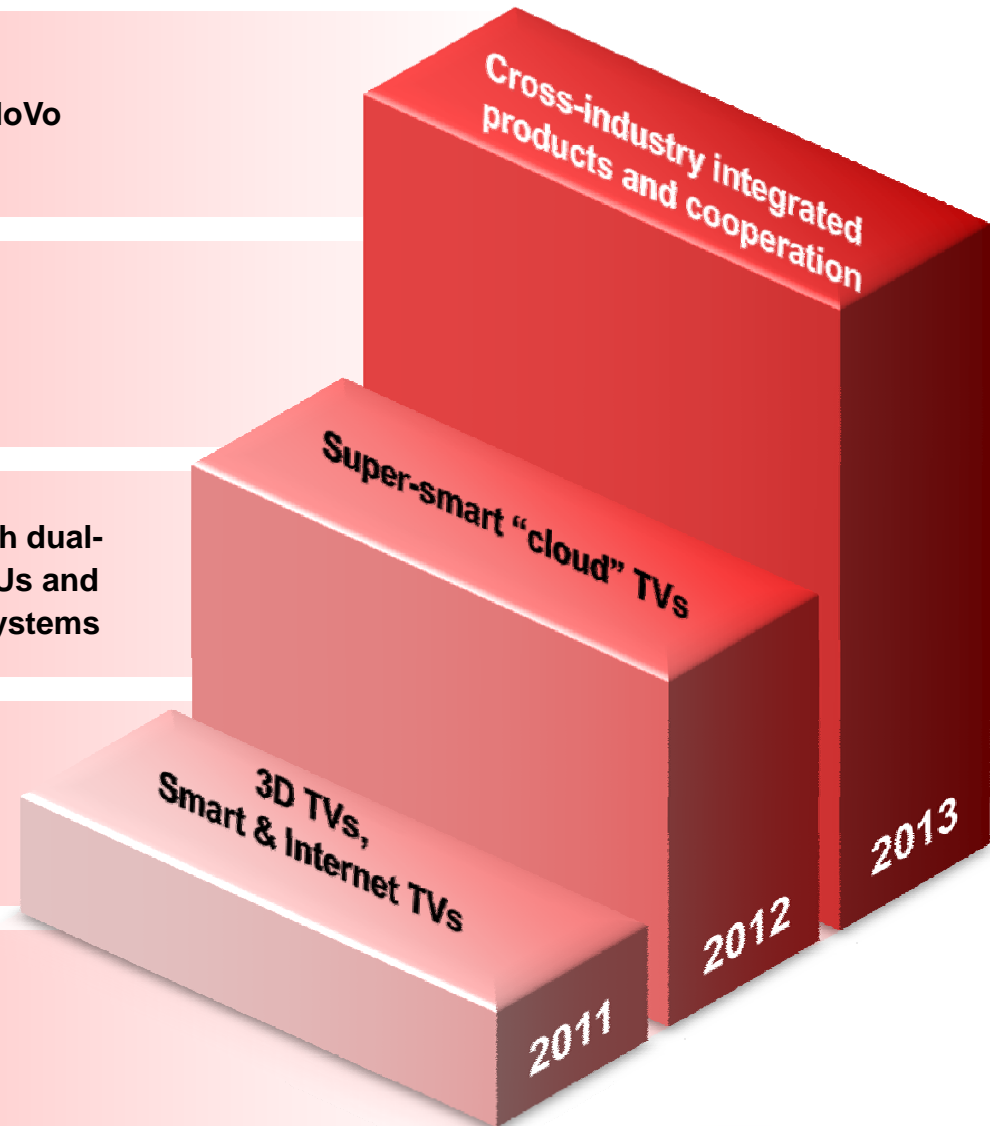 Cross-industry integrated
products and cooperation
Super-smart “cloud” TVs
h dual-
Us and
ystems
3D TVs,
Smart & Internet TVs
2013
2012
2011